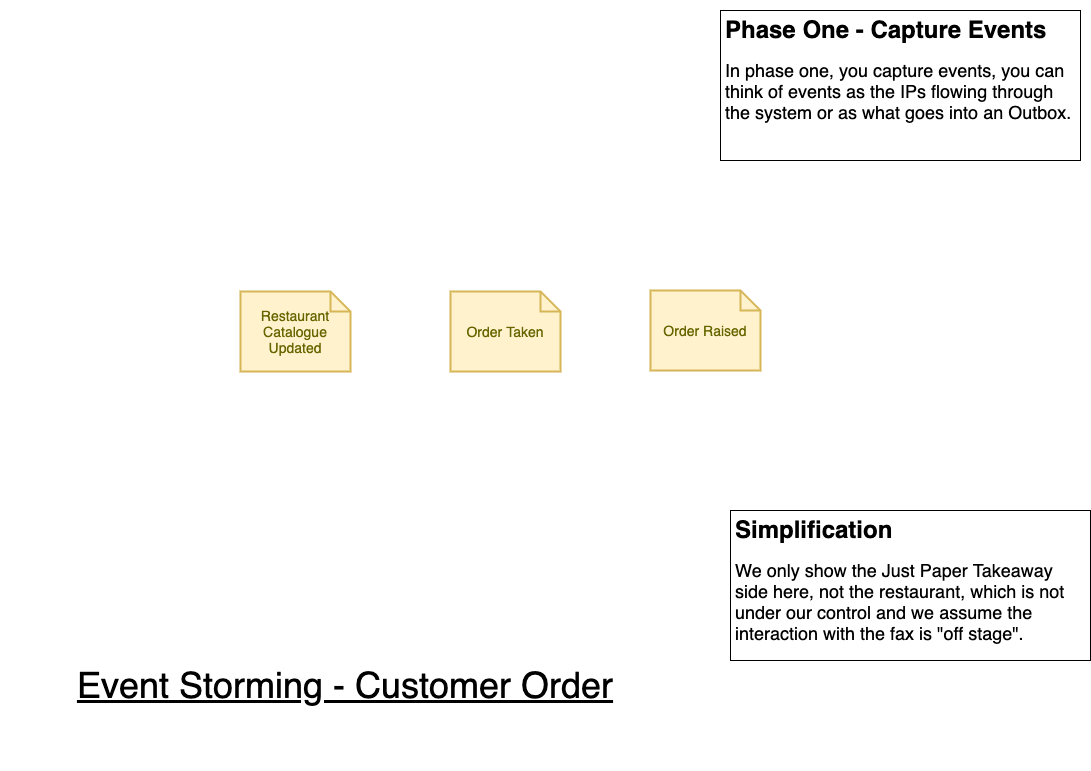 Phase One - Capture Events
In phase one, you capture events, you can
think of events as the IPs flowing through
the system or as what goes into an Outbox.
Restaurant
Catalogue
Updated
Order Taken
Order Raised
Simplification
We only show the Just Paper Takeaway
side here, not the restaurant, which is not
under our control and we assume the
interaction with the fax is "off stage".
Event Storming - Customer Order